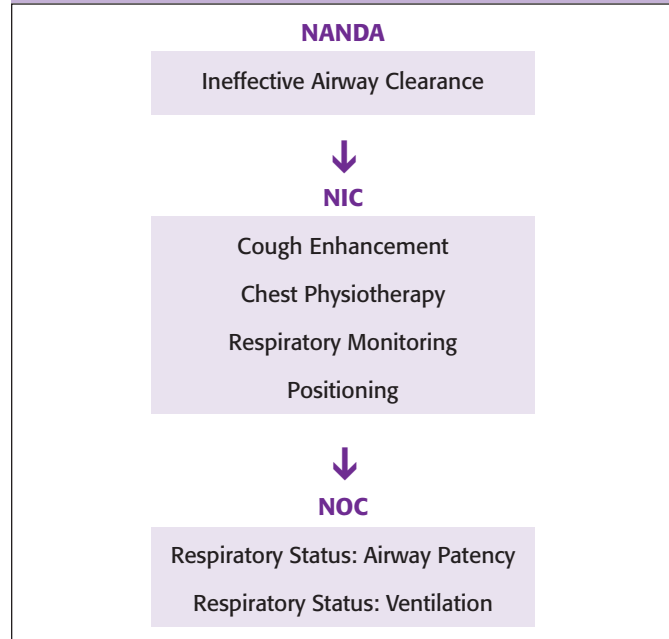 NANDA
Ineffective Airway Clearance
NIC
Cough Enhancement
Chest Physiotherapy
Respiratory Monitoring
Positioning
NOC
Respiratory Status: Airway Patency
Respiratory Status: Ventilation